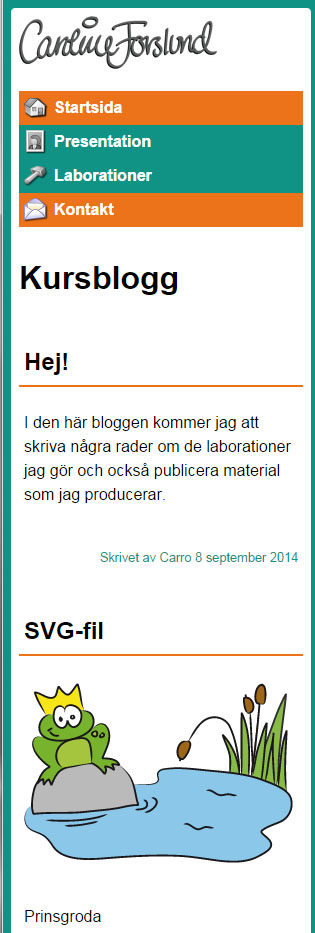 Caroline Forslund
Startsida
Presentation
Laborationer
Kontakt
Kursblogg
Hej!
I den här bloggen kommer jag att
skriva några rader om de laborationer
jag gör och också publicera material
som jag producerar.
Skrivet av Carro 8 september 2014
SVG-fil
Prinsgroda